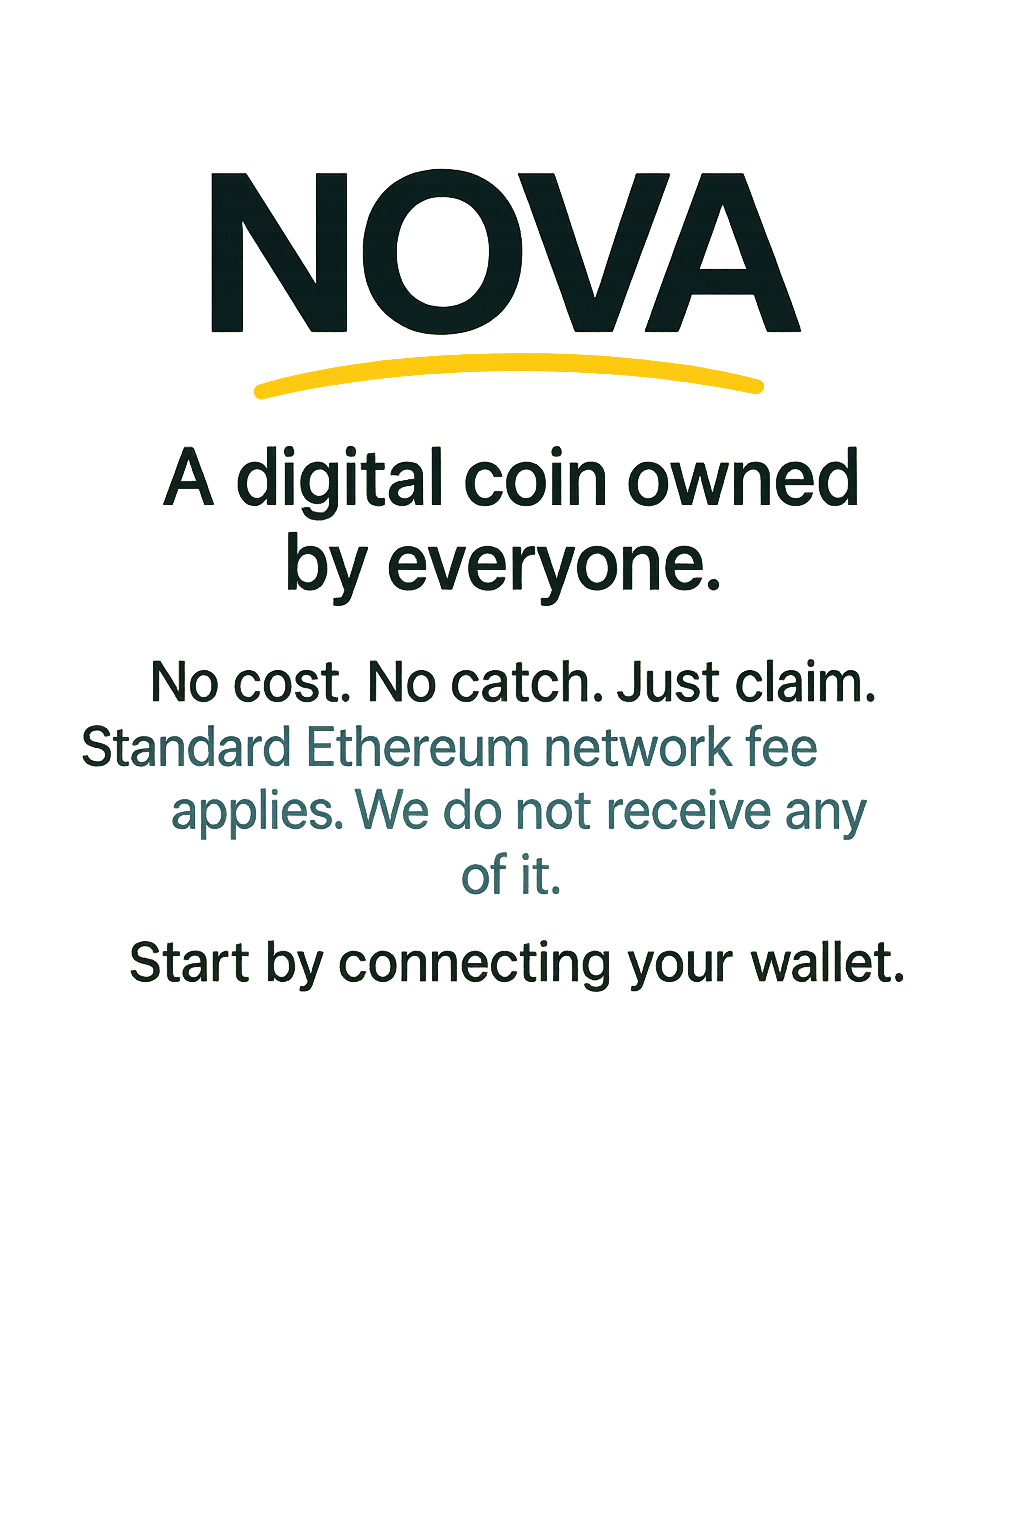 NOVA
A digital coin owned
by everyone.
No cost. No catch. Just claim.
Standard Ethereum network fee
applies. We do not receive any
of it.
Start by connecting your wallet.